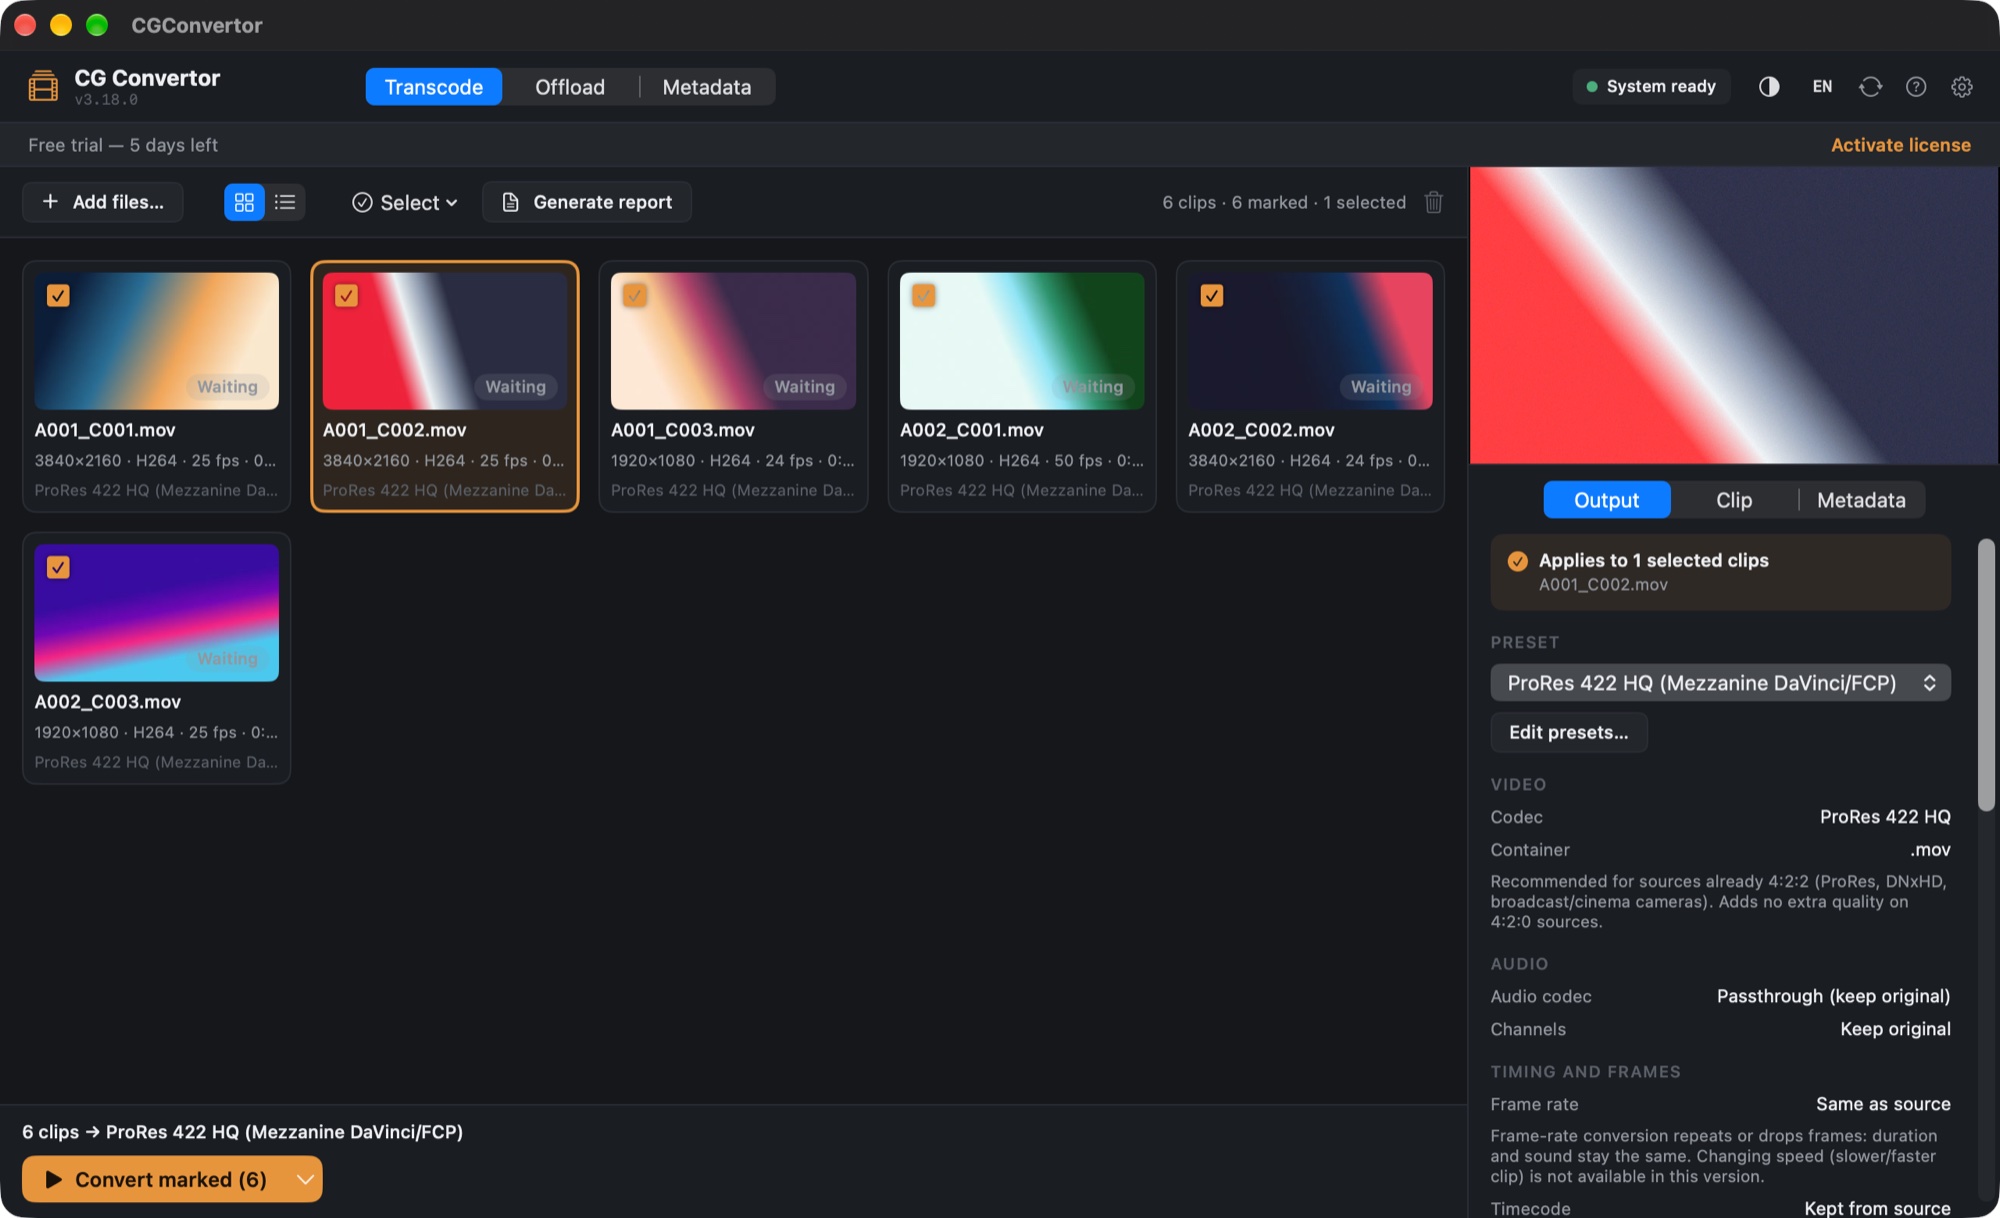 CGConvertor
CG Convertor
v3.18.0
Transcode
Offload
Metadata
System ready
EN
Free trial — 5 days left
Activate license
Add files...
Select
Generate report
6 clips · 6 marked · 1 selected
Waiting
A001_C001.mov
3840×2160 · H264 · 25 fps · 0...
ProRes 422 HQ (Mezzanine Da...
Waiting
A001_C002.mov
3840×2160 · H264 · 25 fps · 0...
ProRes 422 HQ (Mezzanine Da...
Waiting
A001_C003.mov
1920×1080 · H264 · 24 fps · 0:...
ProRes 422 HQ (Mezzanine Da...
Waiting
A002_C001.mov
1920×1080 · H264 · 50 fps · 0:...
ProRes 422 HQ (Mezzanine Da...
Waiting
A002_C002.mov
3840×2160 · H264 · 24 fps · 0...
ProRes 422 HQ (Mezzanine Da...
Waiting
A002_C003.mov
1920×1080 · H264 · 25 fps · 0:...
ProRes 422 HQ (Mezzanine Da...
6 clips → ProRes 422 HQ (Mezzanine DaVinci/FCP)
Convert marked (6)
Output
Clip
Metadata
Applies to 1 selected clips
A001_C002.mov
PRESET
ProRes 422 HQ (Mezzanine DaVinci/FCP)
Edit presets...
VIDEO
Codec ProRes 422 HQ
Container .mov
Recommended for sources already 4:2:2 (ProRes, DNxHD,
broadcast/cinema cameras). Adds no extra quality on
4:2:0 sources.
AUDIO
Audio codec Passthrough (keep original)
Channels Keep original
TIMING AND FRAMES
Frame rate Same as source
Frame-rate conversion repeats or drops frames: duration
and sound stay the same. Changing speed (slower/faster
clip) is not available in this version.
Timecode Kept from source